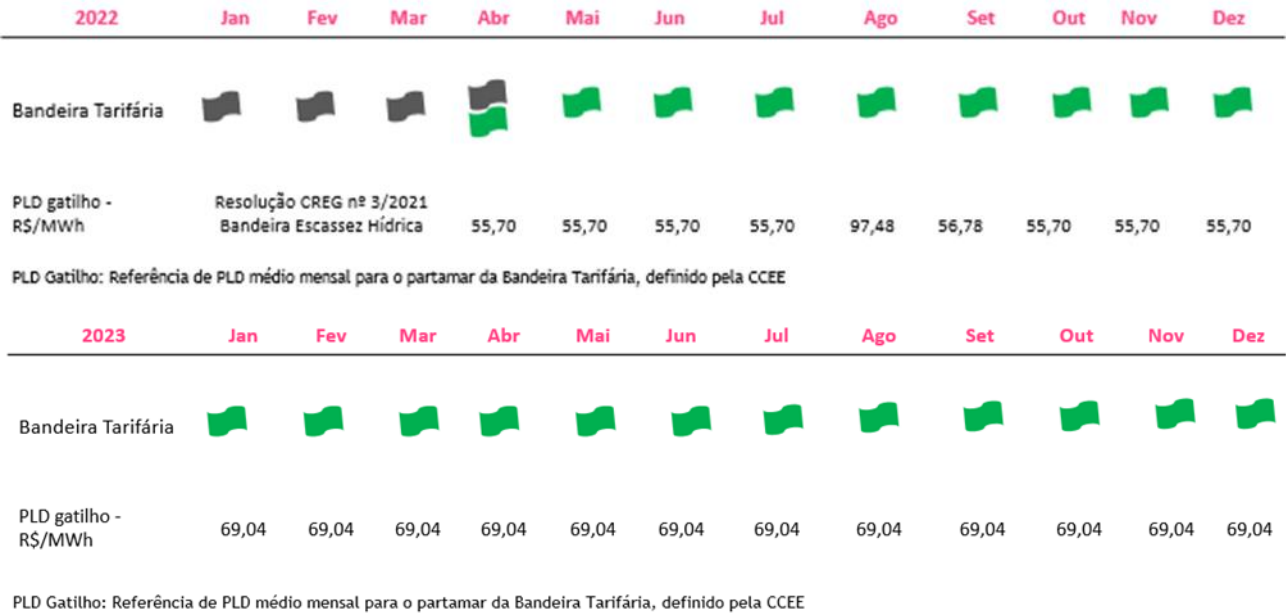 2022 Jan Fev Mar Abr Mai Jun Jul Ago Set Out Nov Dez
Bandeira Tarifária
PLD gatilho -
R$/MWh
Resolução CREG nº 3/2021
Bandeira Escassez Hídrica
55,70 55,70 55,70 55,70 97,48 56,78 55,70 55,70 55,70
PLD Gatilho: Referência de PLD médio mensal para o partamar da Bandeira Tarifária, definido pela CCEE
2023 Jan Fev Mar Abr Mai Jun Jul Ago Set Out Nov Dez
Bandeira Tarifária
PLD gatilho -
R$/MWh
69,04 69,04 69,04 69,04 69,04 69,04 69,04 69,04 69,04 69,04 69,04 69,04
PLD Gatilho: Referência de PLD médio mensal para o partamar da Bandeira Tarifária, definido pela CCEE